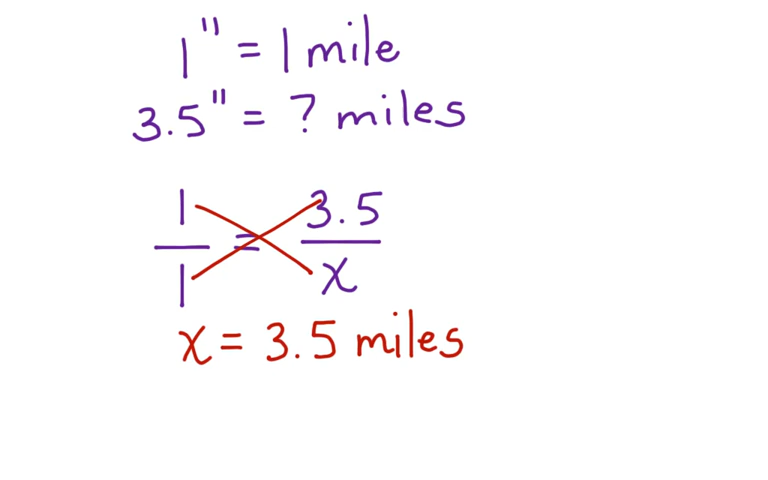 1" = 1 mile
3.5" = ? miles
1 3.5
=
1 x
x = 3.5 miles